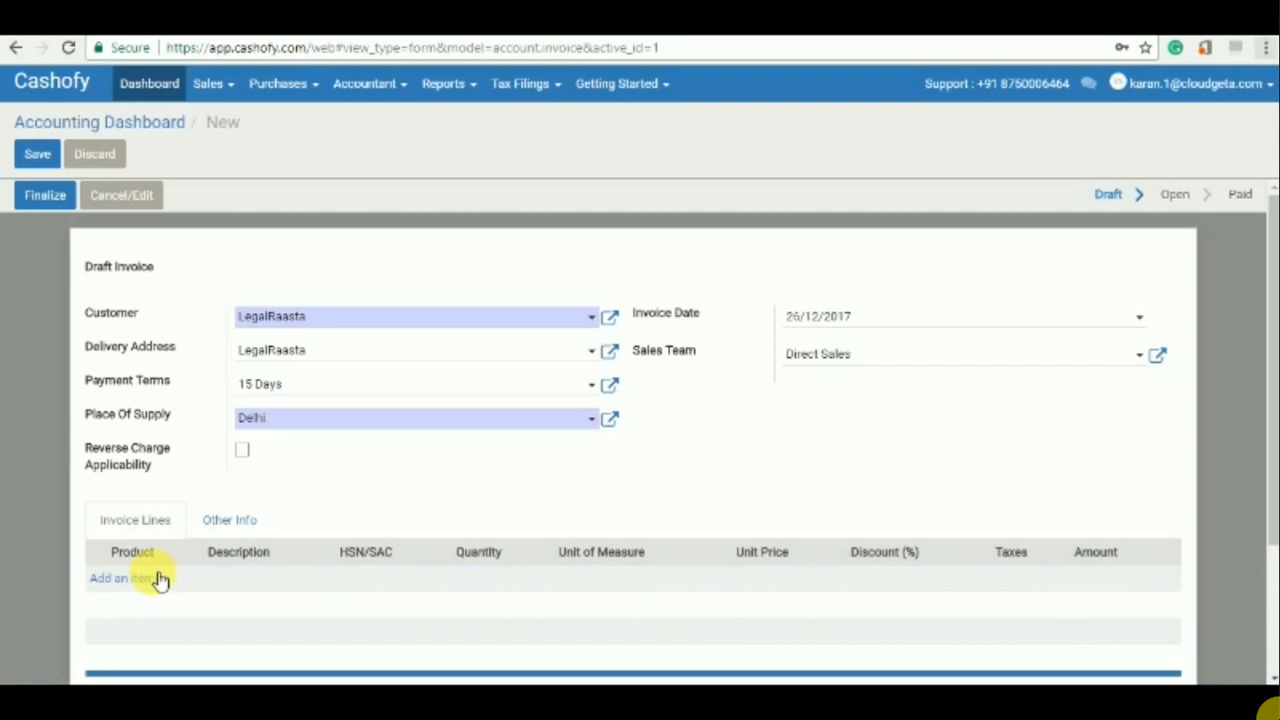 Secure https://app.cashofy.com/web#view_type=form&model=account.invoice&active_id=1
Cashofy Dashboard Sales Purchases Accountant Reports Tax Filings Getting Started Support : +91 8750006464 karan.1@cloudgeta.com
Accounting Dashboard / New
Save Discard
Finalize Cancel/Edit Draft Open Paid
Draft Invoice
Customer LegalRaasta Invoice Date 26/12/2017
Delivery Address LegalRaasta Sales Team Direct Sales
Payment Terms 15 Days
Place Of Supply Delhi
Reverse Charge
Applicability
Invoice Lines Other Info
Product Description HSN/SAC Quantity Unit of Measure Unit Price Discount (%) Taxes Amount
Add an item